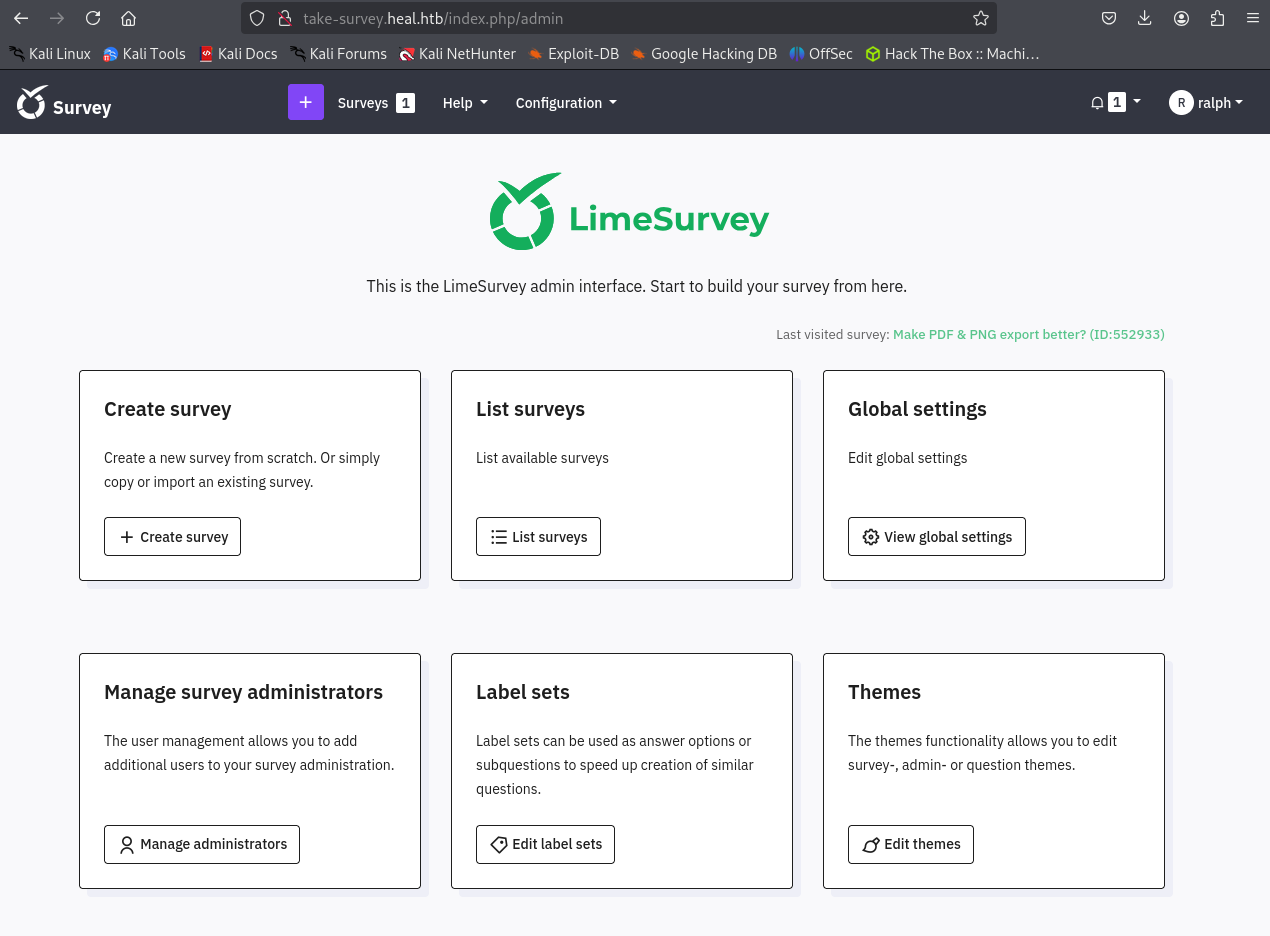 take-survey.heal.htb/index.php/admin
Kali Linux Kali Tools Kali Docs Kali Forums Kali NetHunter Exploit-DB Google Hacking DB OffSec Hack The Box :: Machi…
Survey + Surveys 1 Help Configuration 1 R ralph
LimeSurvey
This is the LimeSurvey admin interface. Start to build your survey from here.
Last visited survey: Make PDF & PNG export better? (ID:552933)
Create survey
Create a new survey from scratch. Or simply
copy or import an existing survey.
+ Create survey
List surveys
List available surveys
List surveys
Global settings
Edit global settings
View global settings
Manage survey administrators
The user management allows you to add
additional users to your survey administration.
Manage administrators
Label sets
Label sets can be used as answer options or
subquestions to speed up creation of similar
questions.
Edit label sets
Themes
The themes functionality allows you to edit
survey-, admin- or question themes.
Edit themes